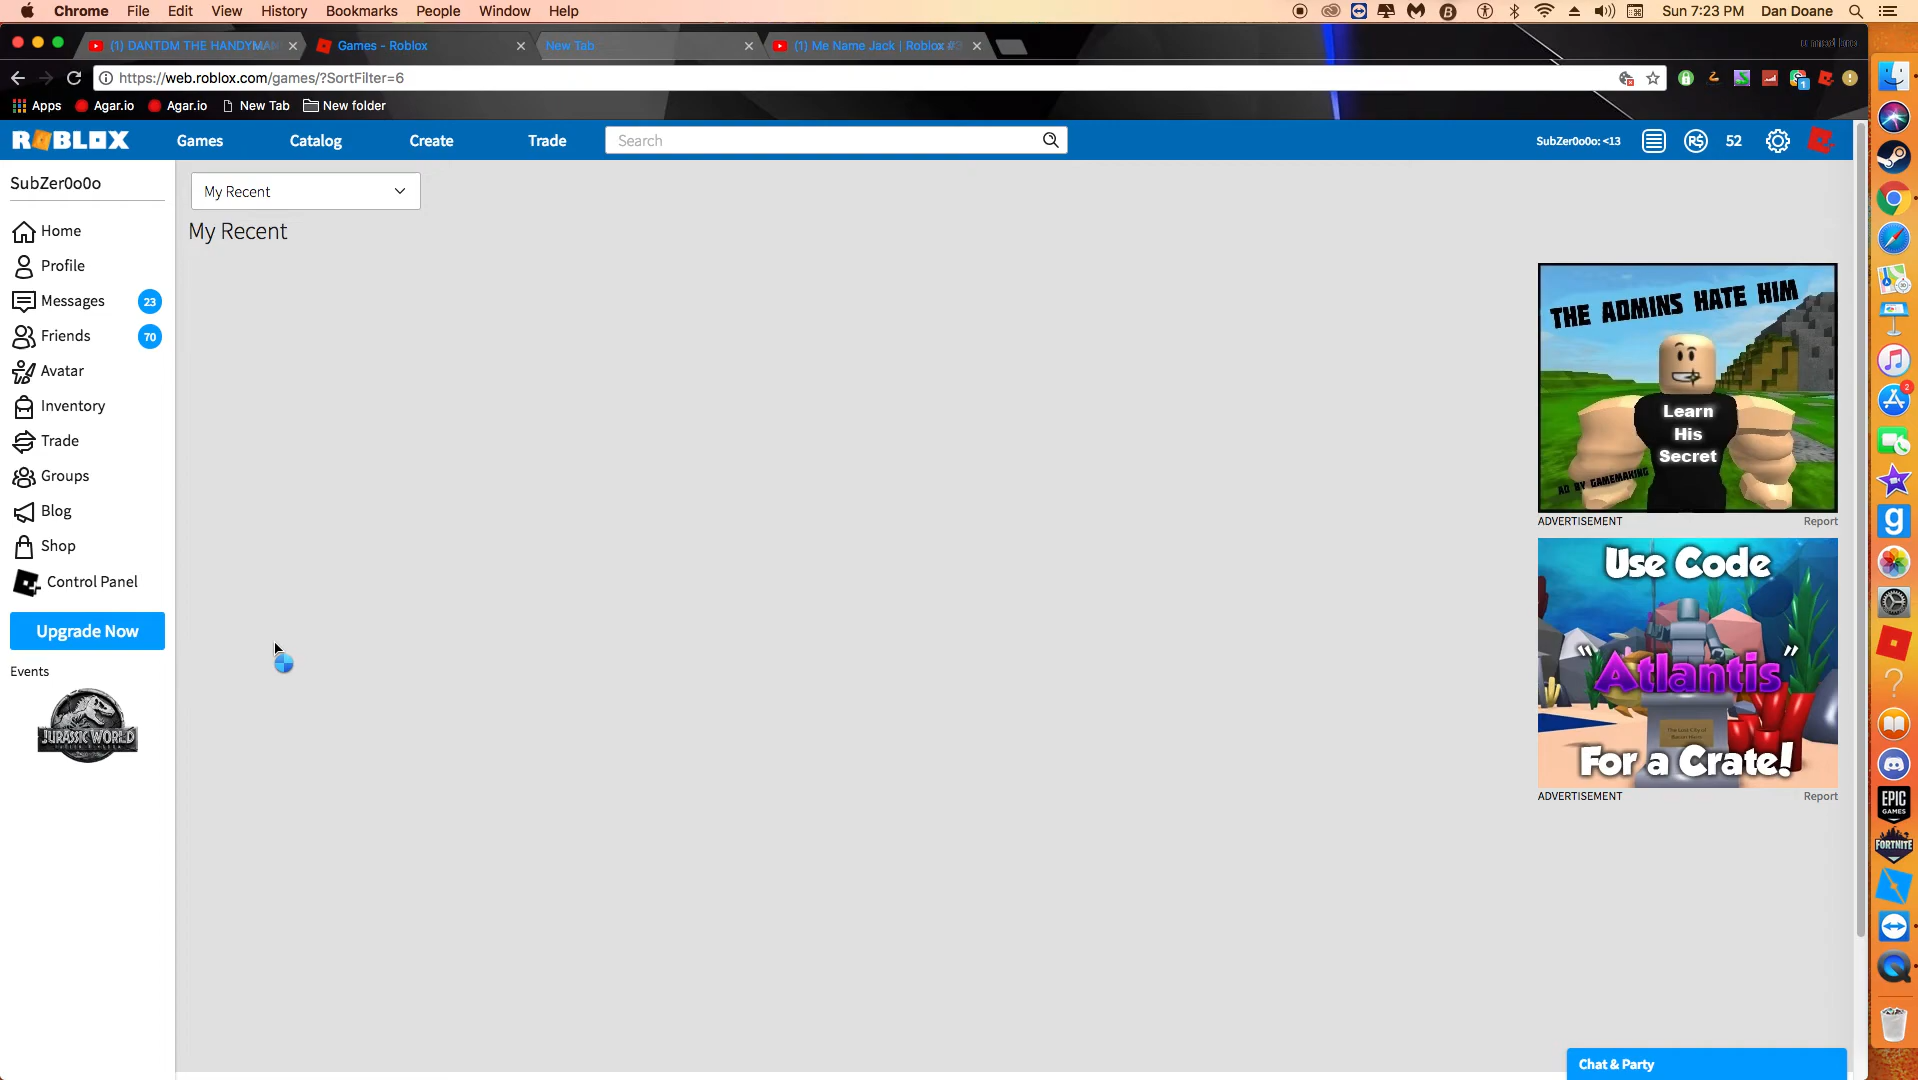 Chrome File Edit View History Bookmarks People Window Help Sun 7:23 PM Dan Doane
(1) DANTDM THE HANDYMAN Games - Roblox New Tab (1) Me Name Jack | Roblox #
https://web.roblox.com/games/?SortFilter=6
Apps Agar.io Agar.io New Tab New folder
ROBLOX Games Catalog Create Trade Search SubZer0o0o: <13 R$ 52
SubZer0o0o
My Recent
My Recent
Home
Profile
Messages 23
Friends 70
Avatar
Inventory
Trade
Groups
Blog
Shop
Control Panel
Upgrade Now
Events
JURASSIC WORLD
THE ADMINS HATE HIM
Learn
His
Secret
AD BY GAMEMAKING
ADVERTISEMENT Report
Use Code
"Atlantis"
For a Crate!
ADVERTISEMENT Report
Chat & Party
2
EPIC
GAMES
FORTNITE